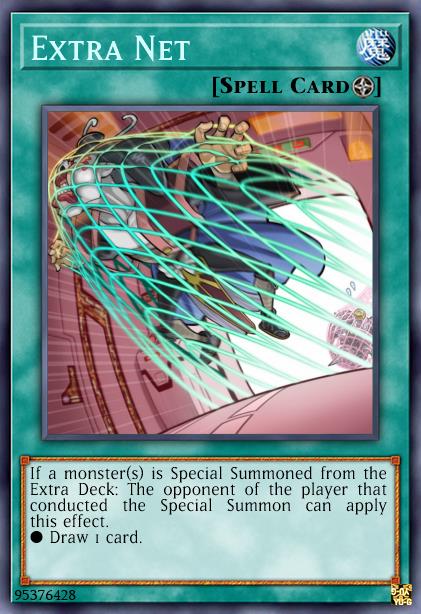 Extra Net
魔
[Spell Card]
If a monster(s) is Special Summoned from the
Extra Deck: The opponent of the player that
conducted the Special Summon can apply
this effect.
● Draw 1 card.
95376428